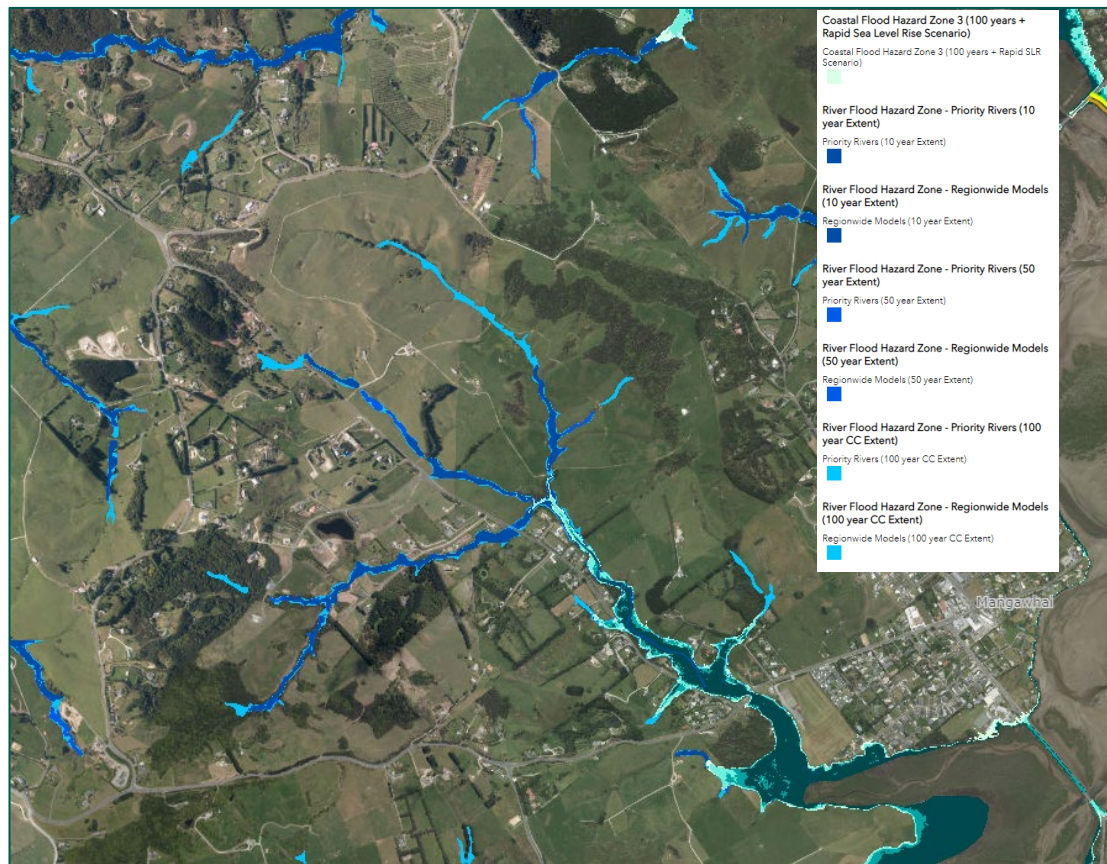 Coastal Flood Hazard Zone 3 (100 years +
Rapid Sea Level Rise Scenario)
Coastal Flood Hazard Zone 3 (100 years + Rapid SLR
Scenario)
River Flood Hazard Zone - Priority Rivers (10
year Extent)
Priority Rivers (10 year Extent)
River Flood Hazard Zone - Regionwide Models
(10 year Extent)
Regionwide Models (10 year Extent)
River Flood Hazard Zone - Priority Rivers (50
year Extent)
Priority Rivers (50 year Extent)
River Flood Hazard Zone - Regionwide Models
(50 year Extent)
Regionwide Models (50 year Extent)
River Flood Hazard Zone - Priority Rivers (100
year CC Extent)
Priority Rivers (100 year CC Extent)
River Flood Hazard Zone - Regionwide Models
(100 year CC Extent)
Regionwide Models (100 year CC Extent)
Mangawhai